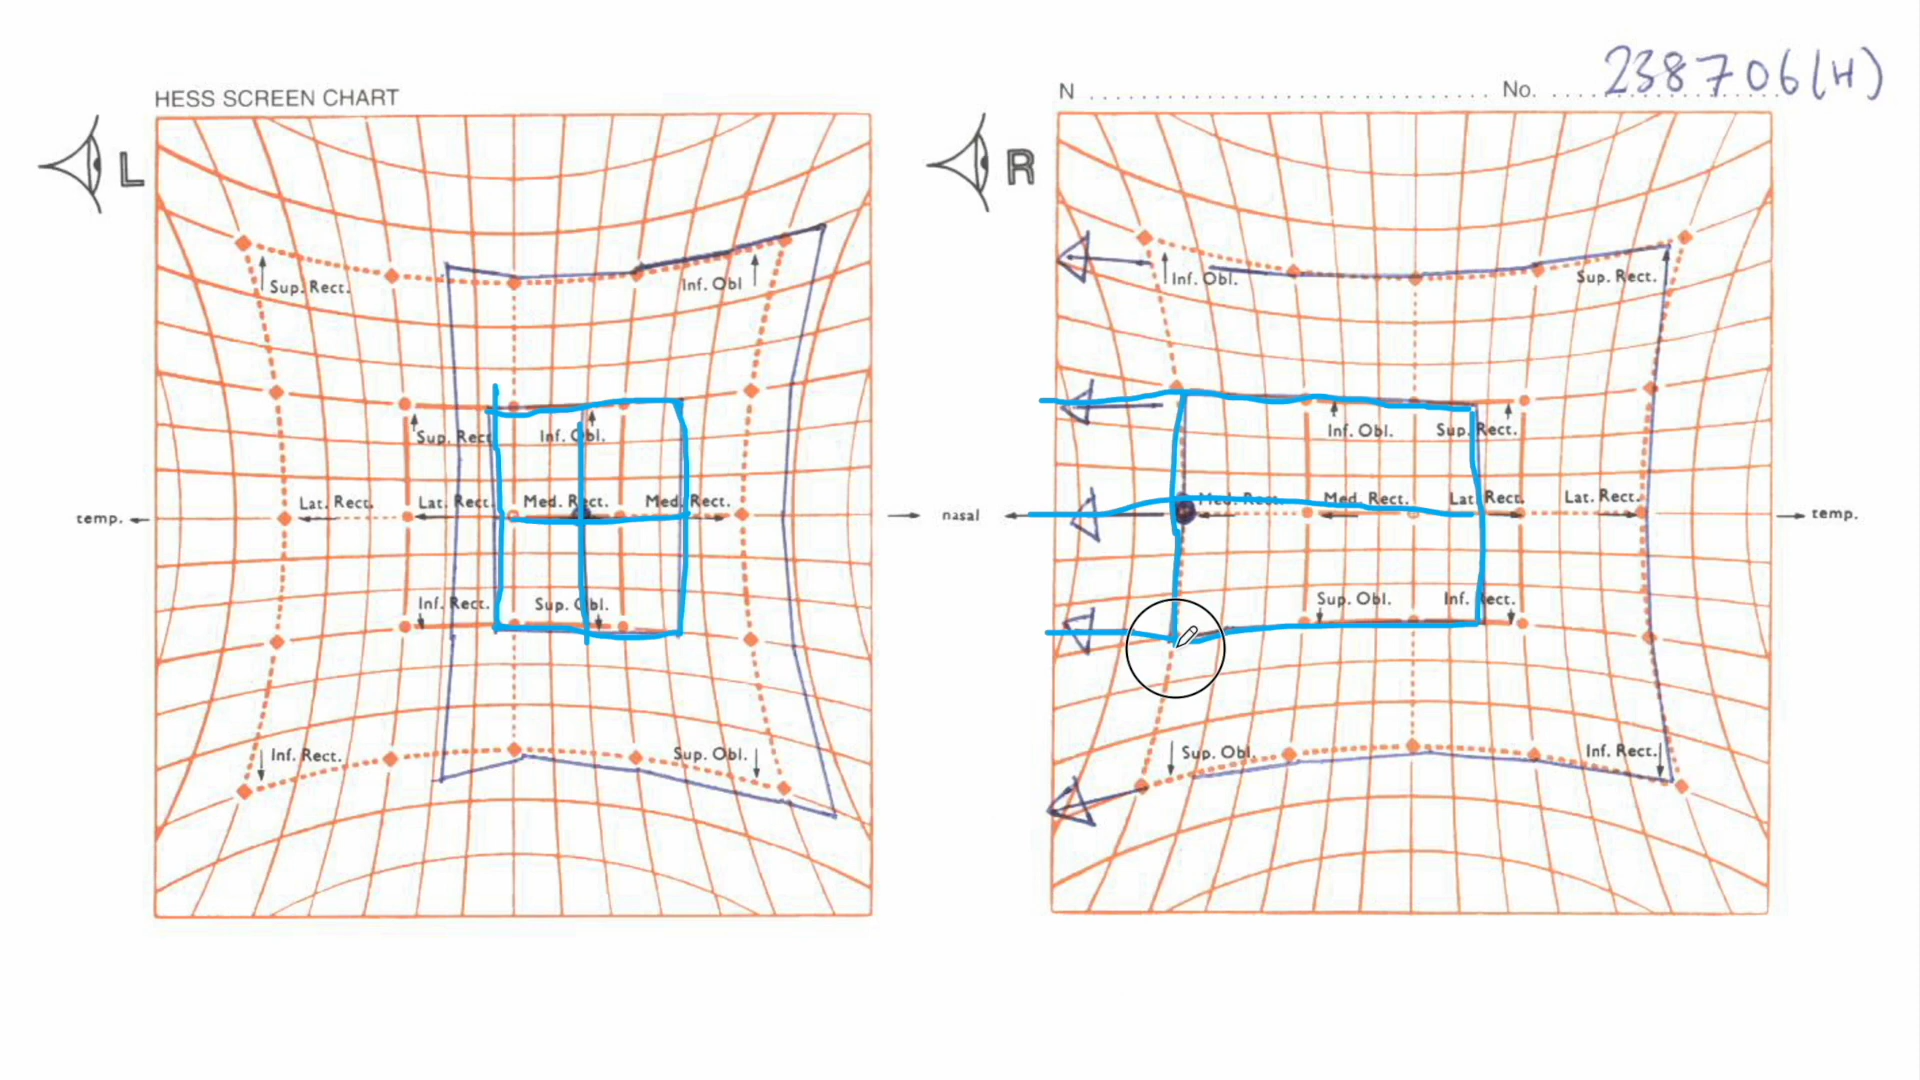 HESS SCREEN CHART
N ........................................ No. ....................
238706(H)
L
R
Sup. Rect.
Inf. Obl
Sup. Rect
Inf. Obl.
temp.
Lat. Rect.
Lat. Rect.
Med. Rect.
Med. Rect.
Inf. Rect.
Sup. Obl.
Inf. Rect.
Sup. Obl.
Inf. Obl.
Sup. Rect.
Inf. Obl.
Sup. Rect.
nasal
Med. Rect.
Med. Rect.
Lat. Rect.
Lat. Rect.
temp.
Sup. Obl.
Inf. Rect.
Sup. Obl.
Inf. Rect.